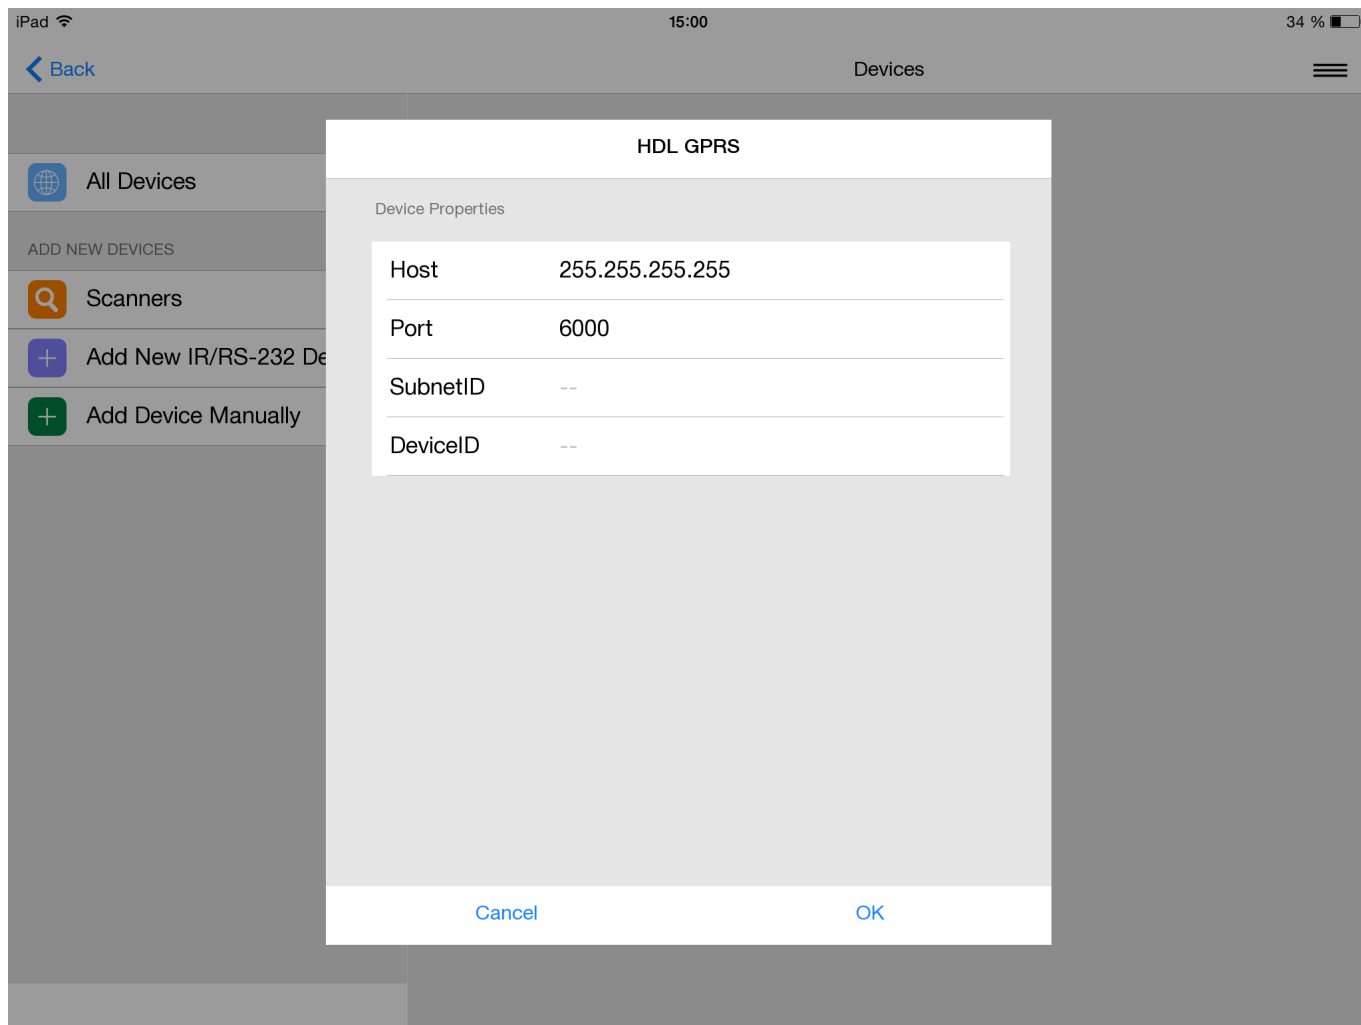 iPad 15:00 34 %
Back Devices
HDL GPRS
Device Properties
All Devices
ADD NEW DEVICES
Host 255.255.255.255
Scanners
Port 6000
Add New IR/RS-232 De
SubnetID --
Add Device Manually
DeviceID --
Cancel OK